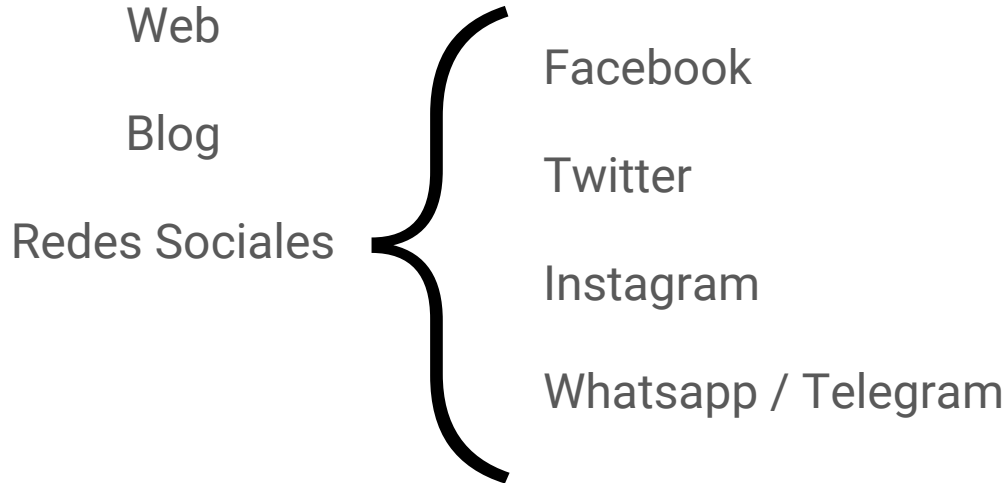 Web
Blog
Redes Sociales
Facebook
Twitter
Instagram
Whatsapp / Telegram